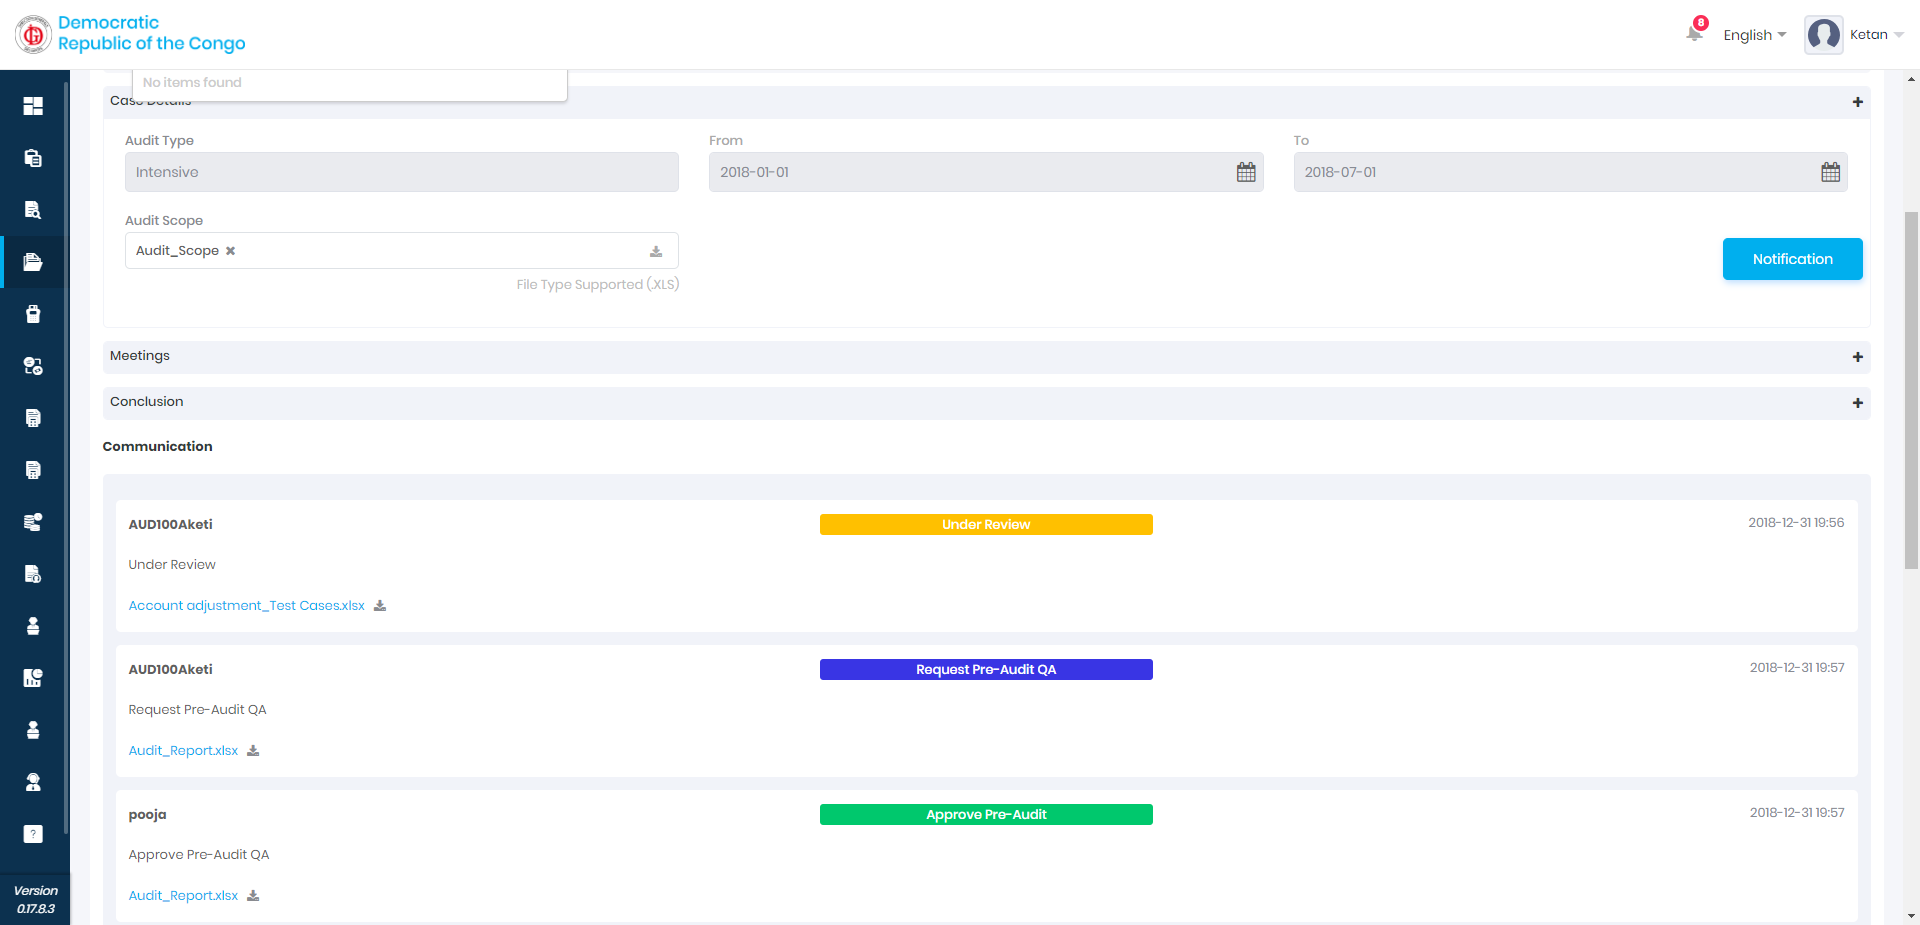 Democratic
Republic of the Congo
8
English
Ketan
No items found
Case Details
Audit Type
From
To
Intensive
2018-01-01
2018-07-01
Audit Scope
Audit_Scope
File Type Supported (.XLS)
Notification
Meetings
Conclusion
Communication
AUD100Aketi
Under Review
2018-12-31 19:56
Under Review
Account adjustment_Test Cases.xlsx
AUD100Aketi
Request Pre-Audit QA
2018-12-31 19:57
Request Pre-Audit QA
Audit_Report.xlsx
pooja
Approve Pre-Audit
2018-12-31 19:57
Approve Pre-Audit QA
Audit_Report.xlsx
Version
0.17.8.3